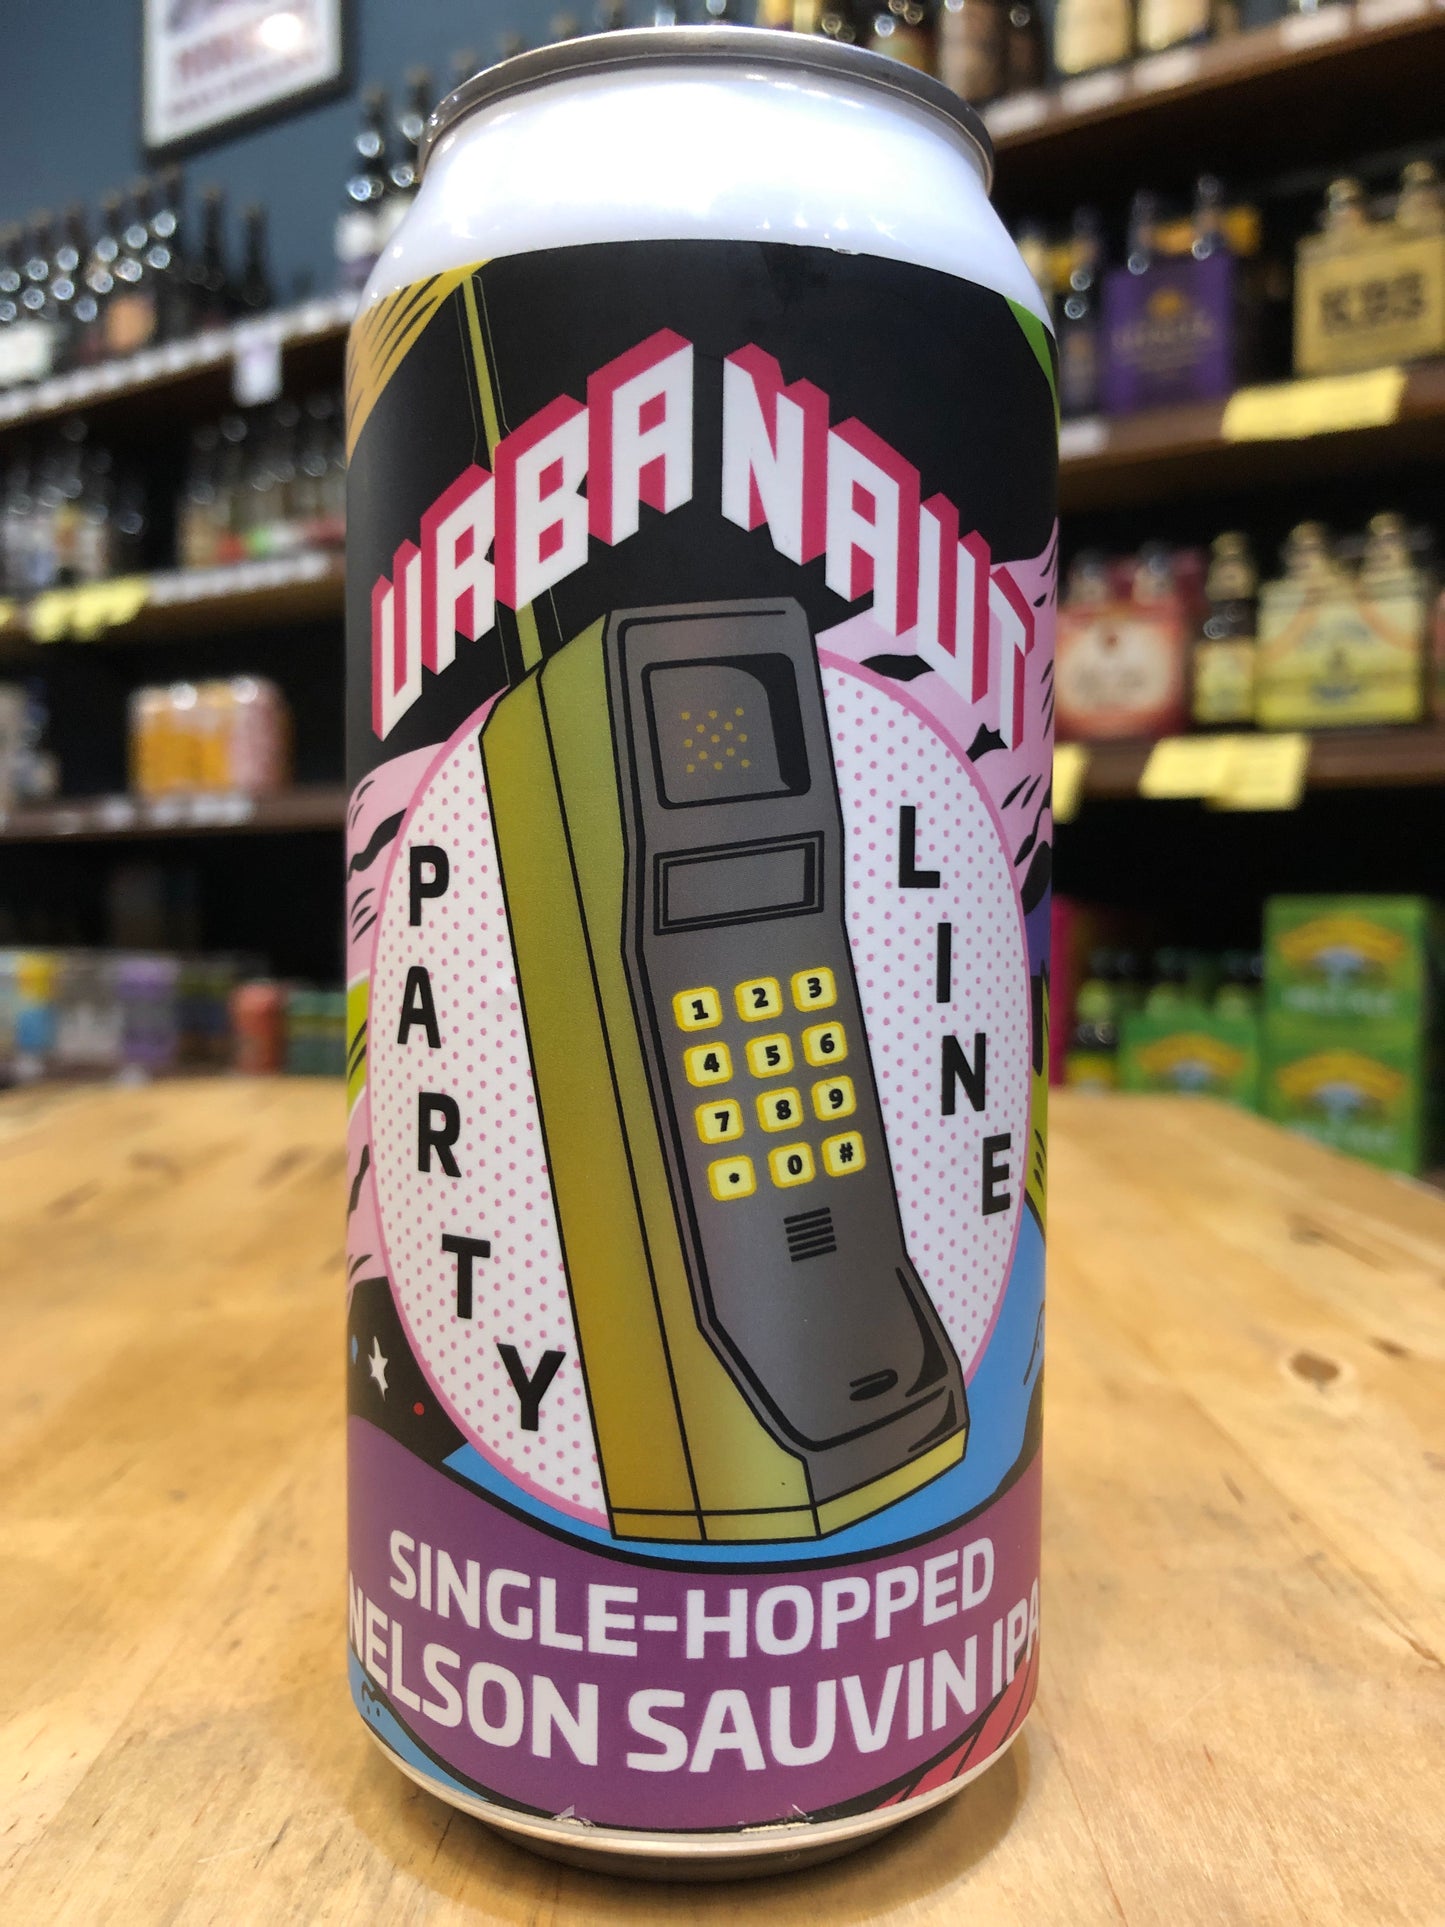 URBANAUT
PARTY
LINE
1 2 3
4 5 6
7 8 9
* 0 #
SINGLE-HOPPED
NELSON SAUVIN IPA
KBS